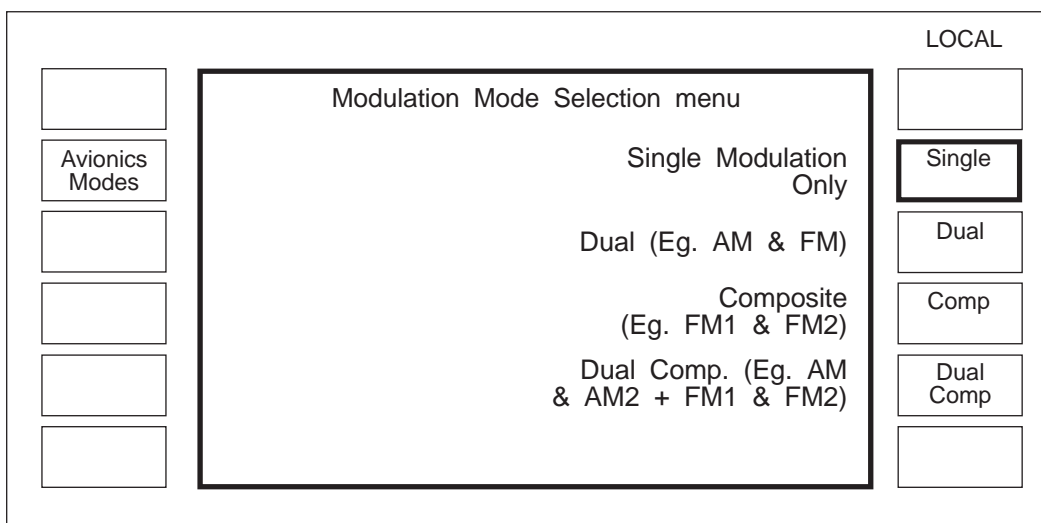 LOCAL
Modulation Mode Selection menu
Avionics
Modes
Single Modulation
Only
Single
Dual (Eg. AM & FM)
Dual
Composite
(Eg. FM1 & FM2)
Comp
Dual Comp. (Eg. AM
& AM2 + FM1 & FM2)
Dual
Comp